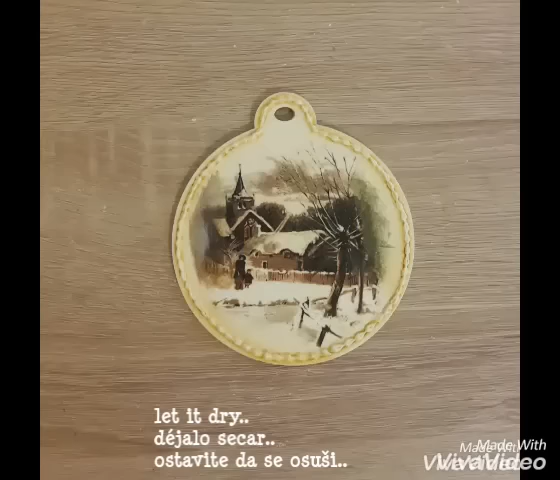 let it dry..
déjalo secar..
ostavite da se osuši..
Made With
VivaVideo